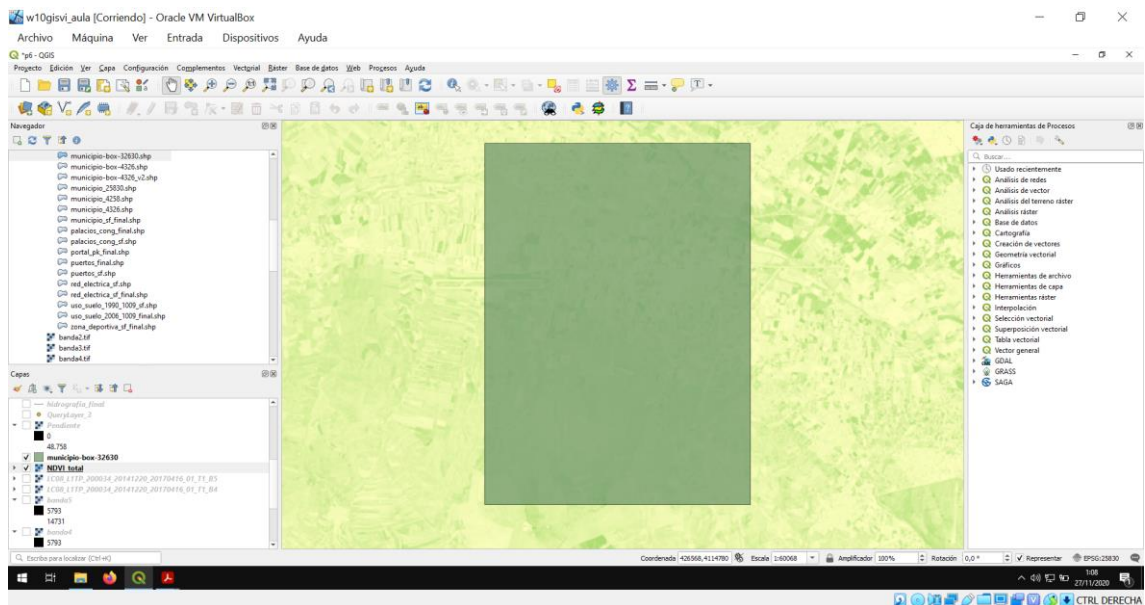 w10gisvi_aula [Corriendo] - Oracle VM VirtualBox
Archivo Máquina Ver Entrada Dispositivos Ayuda
*p6 - QGIS
Proyecto Edición Ver Capa Configuración Complementos Vectorial Ráster Base de datos Web Procesos Ayuda
Navegador
municipio-box-32630.shp
municipio-box-4326.shp
municipio-box-4326_v2.shp
municipio_25830.shp
municipio_4258.shp
municipio_4326.shp
municipio_sf_final.shp
palacios_cong_final.shp
palacios_cong_sf.shp
portal_pk_final.shp
puertos_final.shp
puertos_sf.shp
red_electrica_sf.shp
red_electrica_sf_final.shp
uso_suelo_1990_1009_sf.shp
uso_suelo_2006_1009_final.shp
zona_deportiva_sf_final.shp
banda2.tif
banda3.tif
banda4.tif
Capas
hidrografia_final
QueryLayer_2
Pendiente
0
48.758
municipio-box-32630
NDVI_total
LC08_L1TP_200034_20141220_20170416_01_T1_B5
LC08_L1TP_200034_20141220_20170416_01_T1_B4
banda5
5793
14731
banda4
5793
Caja de herramientas de Procesos
Buscar...
Usado recientemente
Análisis de redes
Análisis de vector
Análisis del terreno ráster
Análisis ráster
Base de datos
Cartografía
Creación de vectores
Geometría vectorial
Gráficos
Herramientas de archivo
Herramientas de capa
Herramientas ráster
Interpolación
Selección vectorial
Superposición vectorial
Tabla vectorial
Vector general
GDAL
GRASS
SAGA
Escriba para localizar (Ctrl+K)
Coordenada 426568,4114780 Escala 1:60068 Amplificador 100% Rotación 0,0 ° Representar EPSG:25830
1:08
27/11/2020
CTRL DERECHA